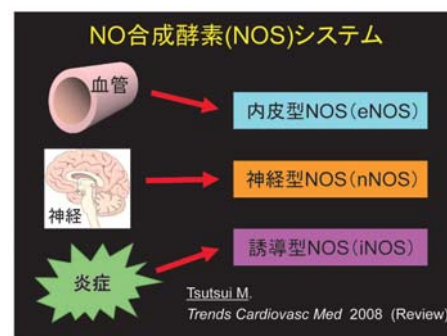 NO合成酵素(NOS)システム
血管
内皮型NOS(eNOS)
神経
神経型NOS(nNOS)
炎症
誘導型NOS(iNOS)
Tsutsui M.
Trends Cardiovasc Med 2008 (Review)